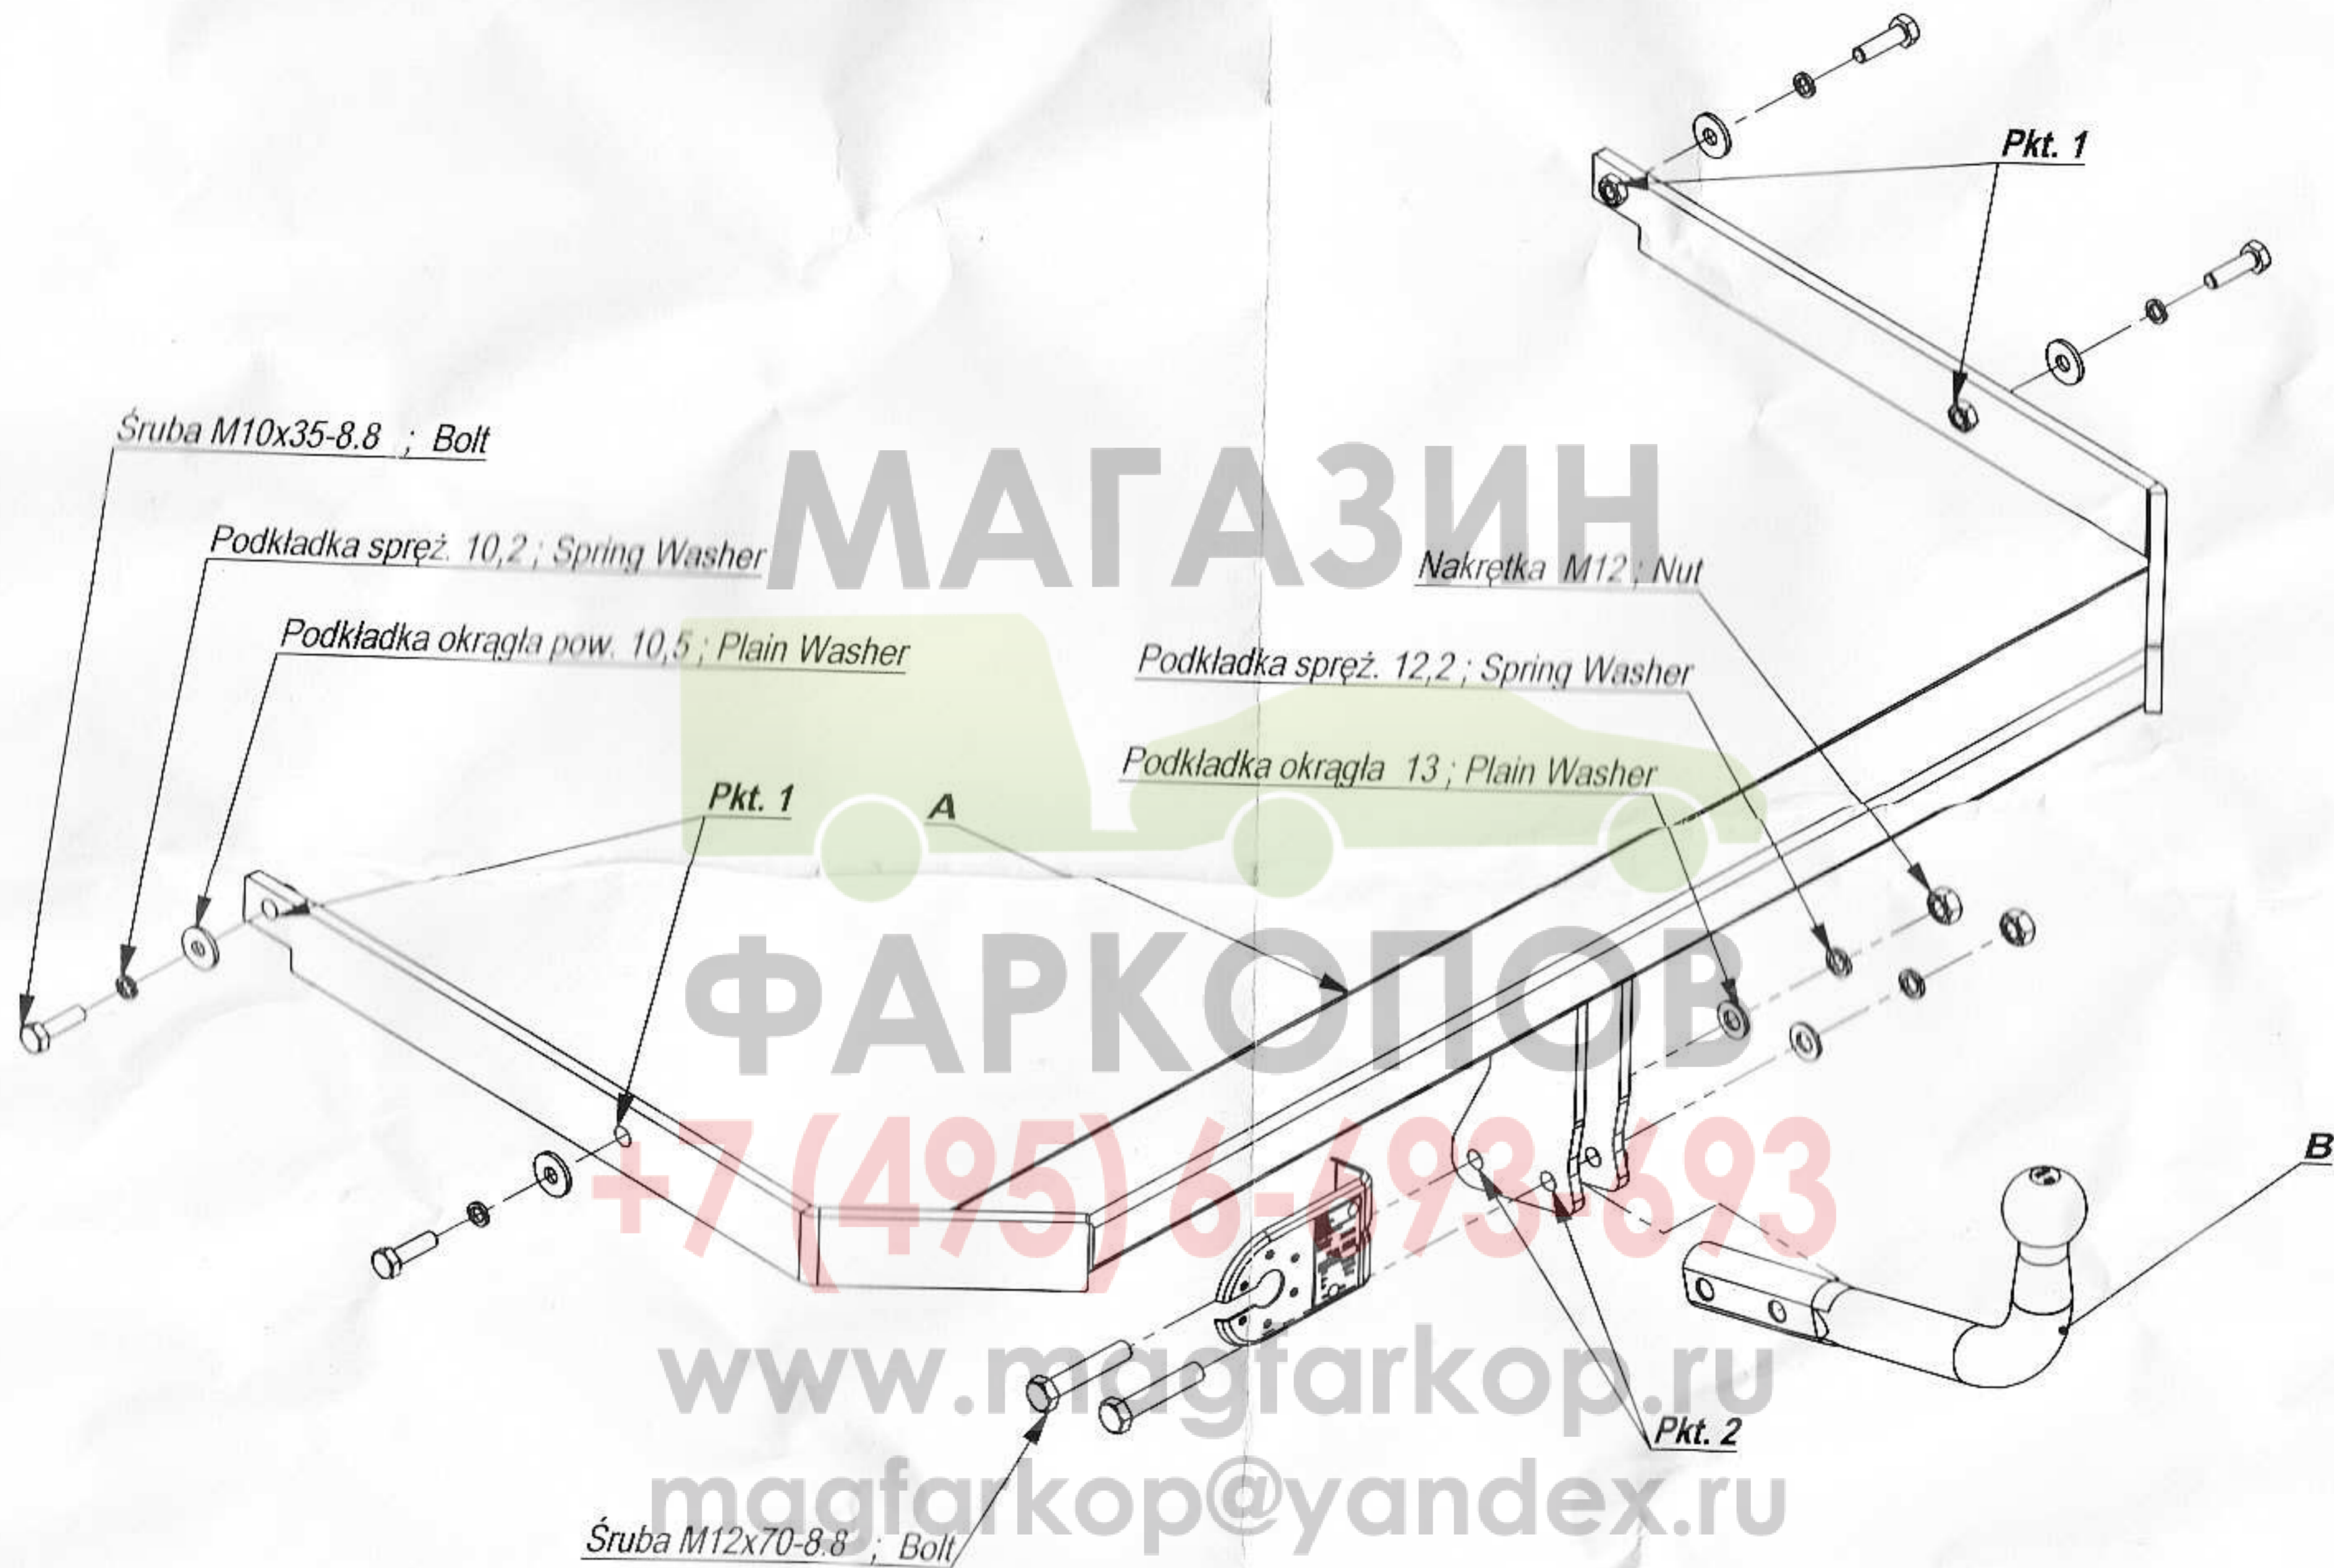 Pkt. 1
Śruba M10x35-8.8 ; Bolt
МАГАЗИН
Podkładka spręż. 10,2 ; Spring Washer
Nakrętka M12 ; Nut
Podkładka okrągła pow. 10,5 ; Plain Washer
Podkładka spręż. 12,2 ; Spring Washer
Podkładka okrągła 13 ; Plain Washer
Pkt. 1
A
ФАРКОПОВ
+7 (495) 6-693-693
B
www.magfarkop.ru
Pkt. 2
magfarkop@yandex.ru
Śruba M12x70-8.8 ; Bolt